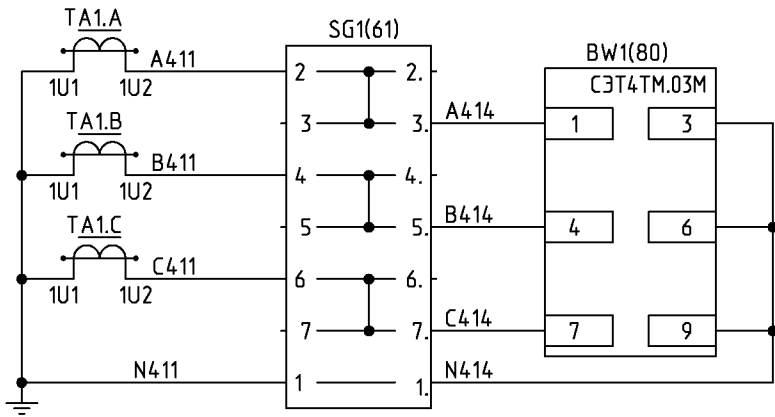 TA1.A
1U1 1U2
A411
TA1.B
1U1 1U2
B411
TA1.C
1U1 1U2
C411
N411
SG1(61)
2 2.
3 3.
4 4.
5 5.
6 6.
7 7.
1 1.
A414
B414
C414
N414
BW1(80)
СЭТ4ТМ.03М
1 3
4 6
7 9